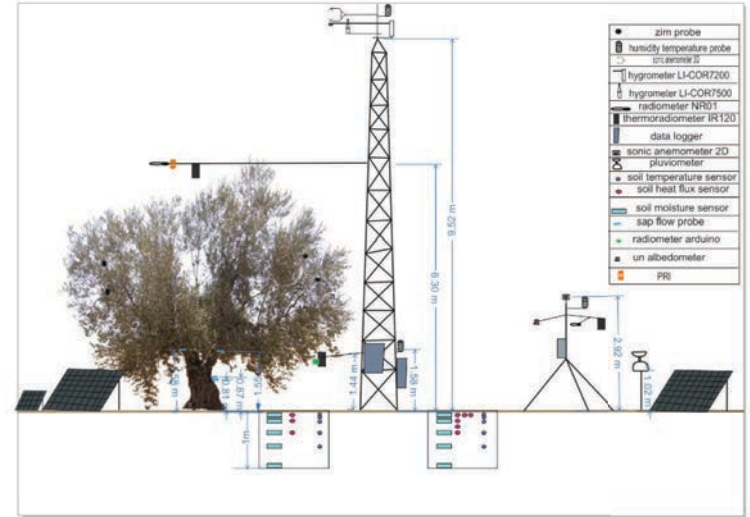 zim probe
humidity temperature probe
sonic anemometer 3D
hygrometer LI-COR7200
hygrometer LI-COR7500
radiometer NR01
thermoradiometer IR120
data logger
sonic anemometer 2D
pluviometer
soil temperature sensor
soil heat flux sensor
soil moisture sensor
sap flow probe
radiometer arduino
un albedometer
PRI
9.52 m
6.30 m
2.92 m
1.02 m
1.58 m
1.44 m
1.55
0.87 m
0.81 m
1m